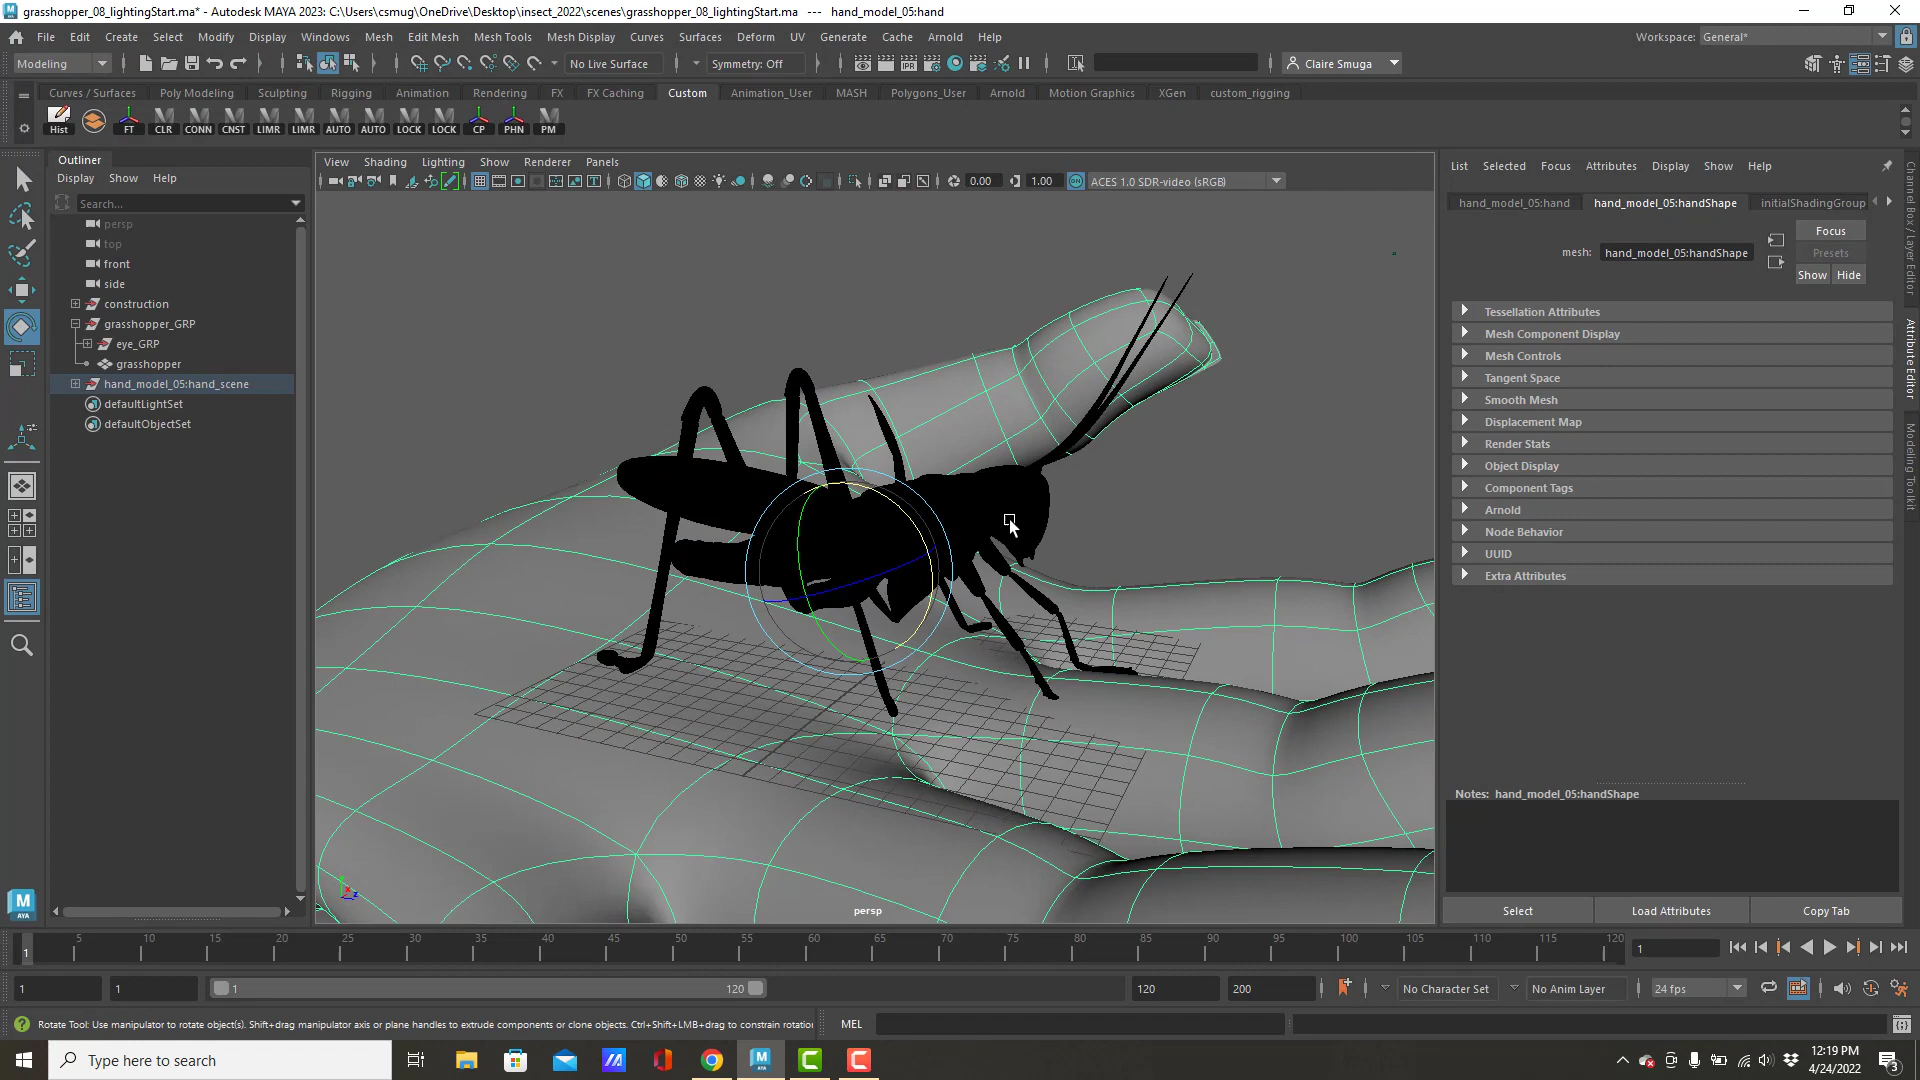 grasshopper_08_lightingStart.ma* - Autodesk MAYA 2023: C:\Users\csmug\OneDrive\Desktop\insect_2022\scenes\grasshopper_08_lightingStart.ma --- hand_model_05:hand
File Edit Create Select Modify Display Windows Mesh Edit Mesh Mesh Tools Mesh Display Curves Surfaces Deform UV Generate Cache Arnold Help
Workspace: General*
Modeling
No Live Surface
Symmetry: Off
Claire Smuga
Curves / Surfaces Poly Modeling Sculpting Rigging Animation Rendering FX FX Caching Custom Animation_User MASH Polygons_User Arnold Motion Graphics XGen custom_rigging
Hist FT CLR CONN CNST LIMR LIMR AUTO AUTO LOCK LOCK CP PHN PM
Outliner
Display Show Help
Search...
persp
top
front
side
construction
grasshopper_GRP
eye_GRP
grasshopper
hand_model_05:hand_scene
defaultLightSet
defaultObjectSet
View Shading Lighting Show Renderer Panels
0.00 1.00 ON ACES 1.0 SDR-video (sRGB)
persp
List Selected Focus Attributes Display Show Help
hand_model_05:hand hand_model_05:handShape initialShadingGroup
Focus
mesh: hand_model_05:handShape
Presets
Show Hide
Tessellation Attributes
Mesh Component Display
Mesh Controls
Tangent Space
Smooth Mesh
Displacement Map
Render Stats
Object Display
Component Tags
Arnold
Node Behavior
UUID
Extra Attributes
Notes: hand_model_05:handShape
Select Load Attributes Copy Tab
Channel Box / Layer Editor
Attribute Editor
Modeling Toolkit
5 10 15 20 25 30 35 40 45 50 55 60 65 70 75 80 85 90 95 100 105 110 115 120
1
1
1 1 1 120 120 200 No Character Set No Anim Layer 24 fps
Rotate Tool: Use manipulator to rotate object(s). Shift+drag manipulator axis or plane handles to extrude components or clone objects. Ctrl+Shift+LMB+drag to constrain rotation
MEL
Type here to search
12:19 PM
4/24/2022
3